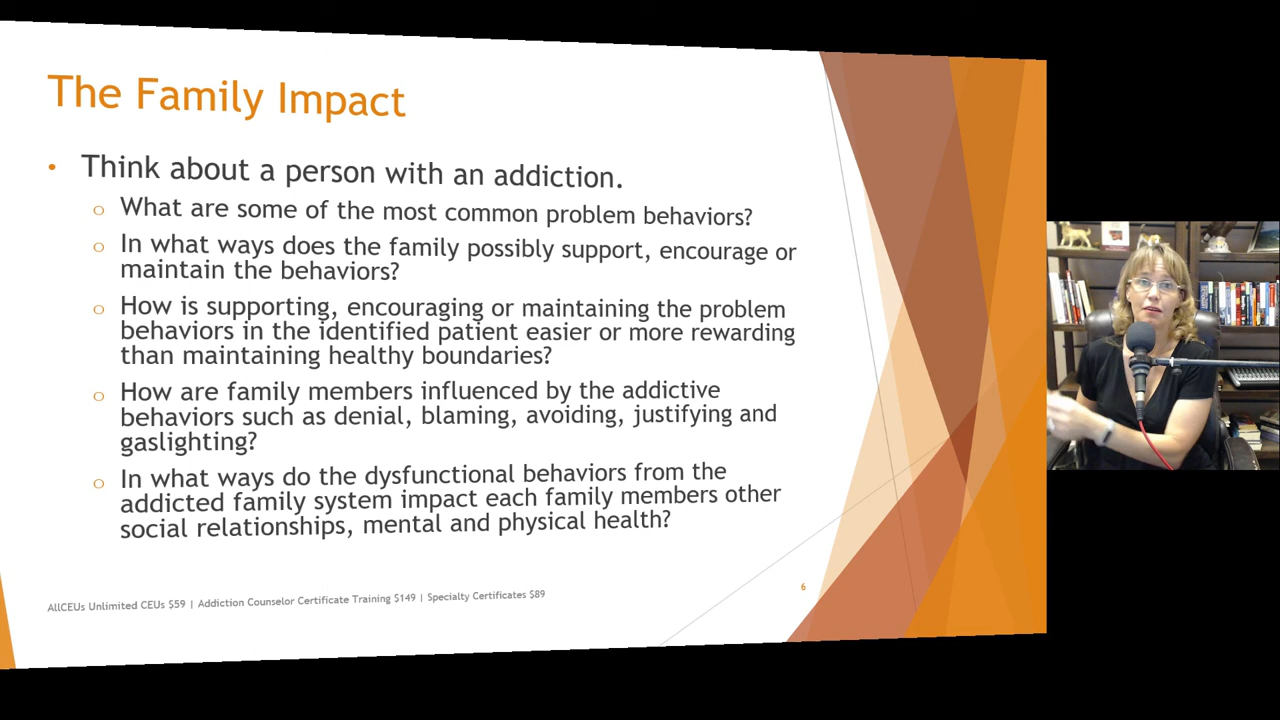 The Family Impact
• Think about a person with an addiction.
o What are some of the most common problem behaviors?
o In what ways does the family possibly support, encourage or
maintain the behaviors?
o How is supporting, encouraging or maintaining the problem
behaviors in the identified patient easier or more rewarding
than maintaining healthy boundaries?
o How are family members influenced by the addictive
behaviors such as denial, blaming, avoiding, justifying and
gaslighting?
o In what ways do the dysfunctional behaviors from the
addicted family system impact each family members other
social relationships, mental and physical health?
6
AllCEUs Unlimited CEUs $59 | Addiction Counselor Certificate Training $149 | Specialty Certificates $89